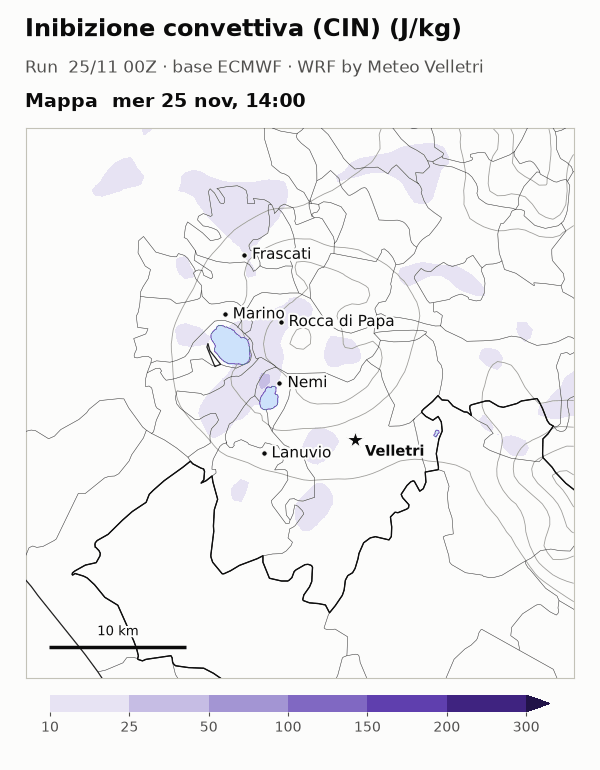 Inibizione convettiva (CIN) (J/kg)
Run  25/11 00Z · base ECMWF · WRF by Meteo Velletri
Mappa  mer 25 nov, 14:00
Frascati
Marino
Rocca di Papa
Nemi
Velletri
Lanuvio
10 km
10 25 50 100 150 200 300